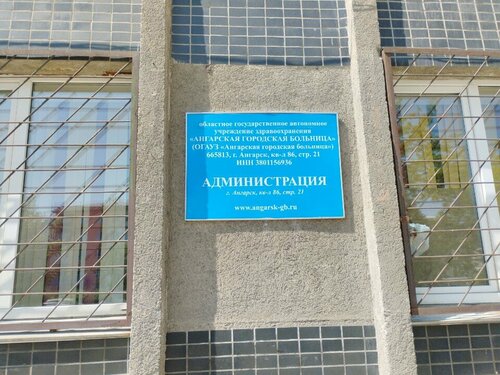 областное государственное автономное
учреждение здравоохранения
«АНГАРСКАЯ ГОРОДСКАЯ БОЛЬНИЦА»
(ОГАУЗ «Ангарская городская больница»)
665813, г. Ангарск, кв-л 86, стр. 21
ИНН 3801156936
АДМИНИСТРАЦИЯ
г. Ангарск, кв-л 86, стр. 21
www.angarsk-gb.ru